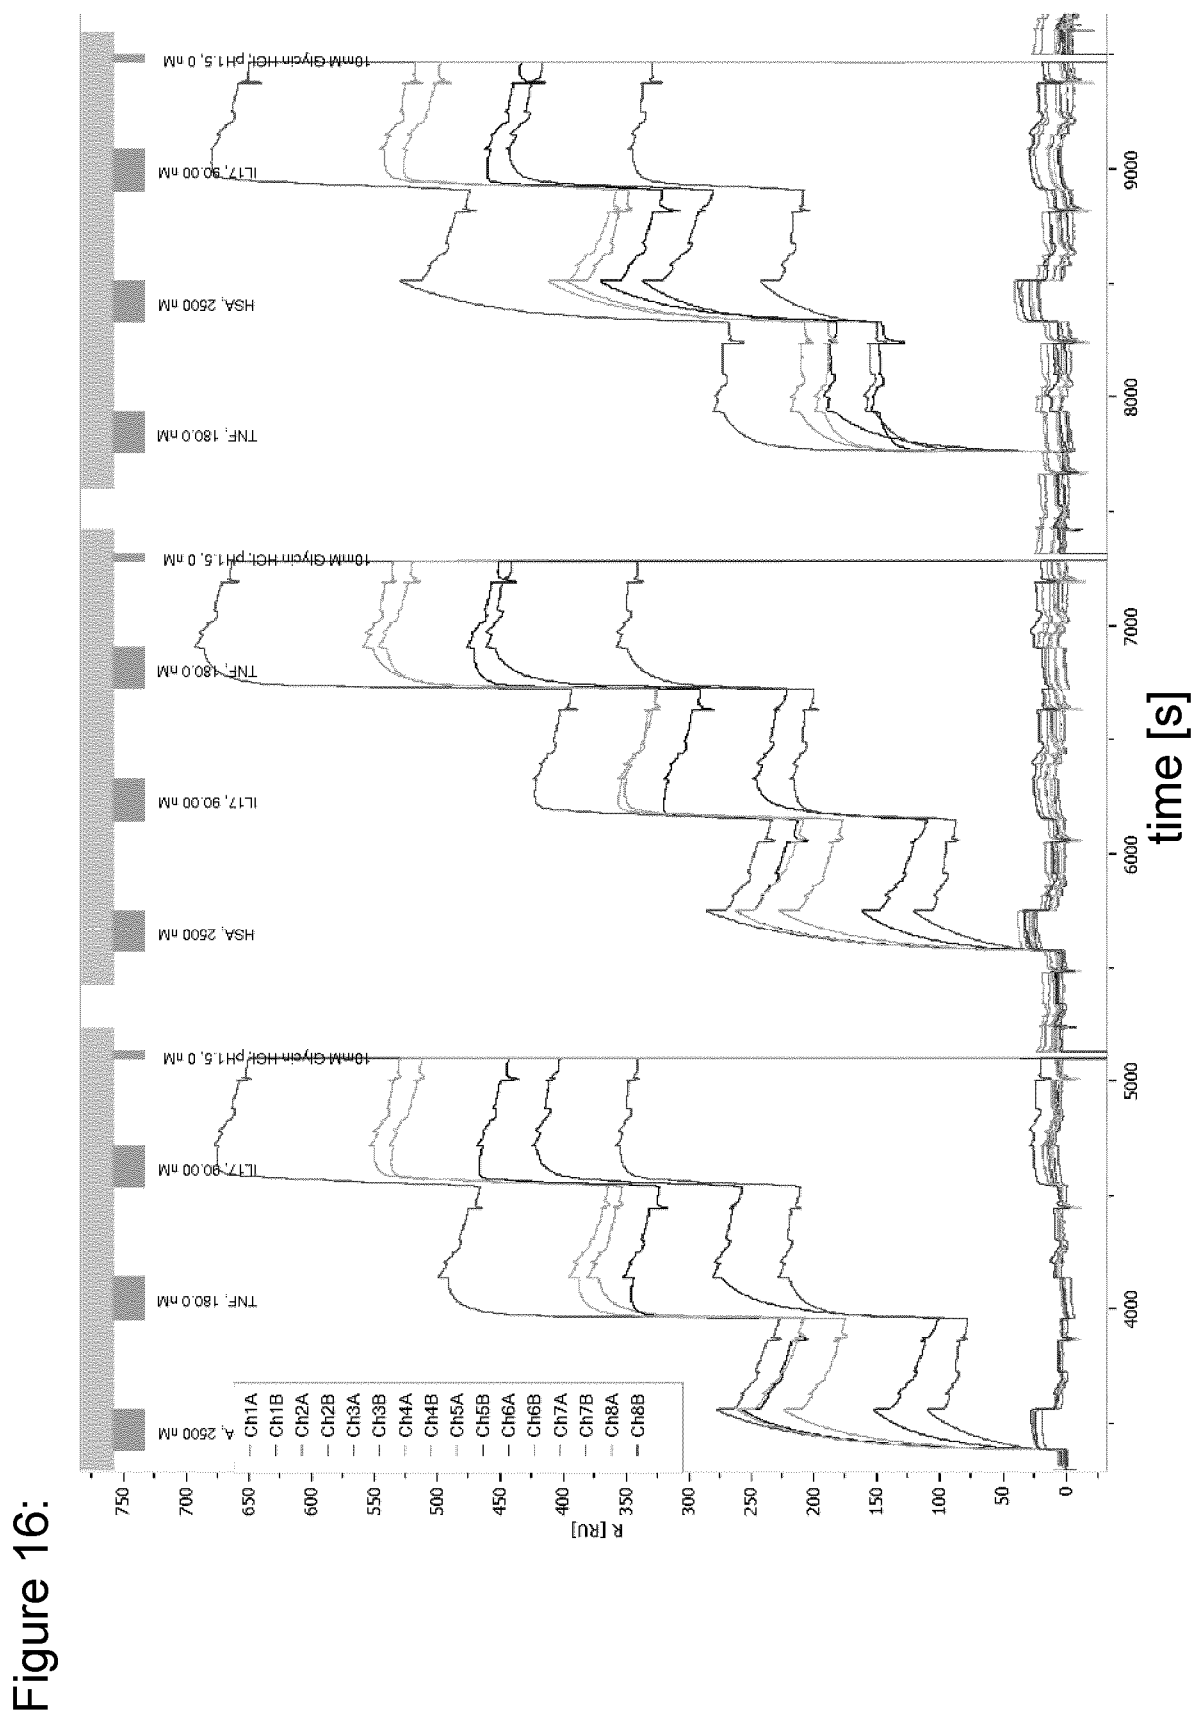 Figure 16:
A, 2500 nM
TNF, 180.0 nM
IL17, 90.00 nM
10mM Glycin HCl, pH1.5, 0 nM
HSA, 2500 nM
IL17, 90.00 nM
TNF, 180.0 nM
10mM Glycin HCl, pH1.5, 0 nM
TNF, 180.0 nM
HSA, 2500 nM
IL17, 90.00 nM
10mM Glycin HCl, pH1.5, 0 nM
750
700
650
600
550
500
450
400
350
300
250
200
150
100
50
0
R [RU]
Ch1A
Ch1B
Ch2A
Ch2B
Ch3A
Ch3B
Ch4A
Ch4B
Ch5A
Ch5B
Ch6A
Ch6B
Ch7A
Ch7B
Ch8A
Ch8B
4000
5000
6000
7000
8000
9000
time [s]